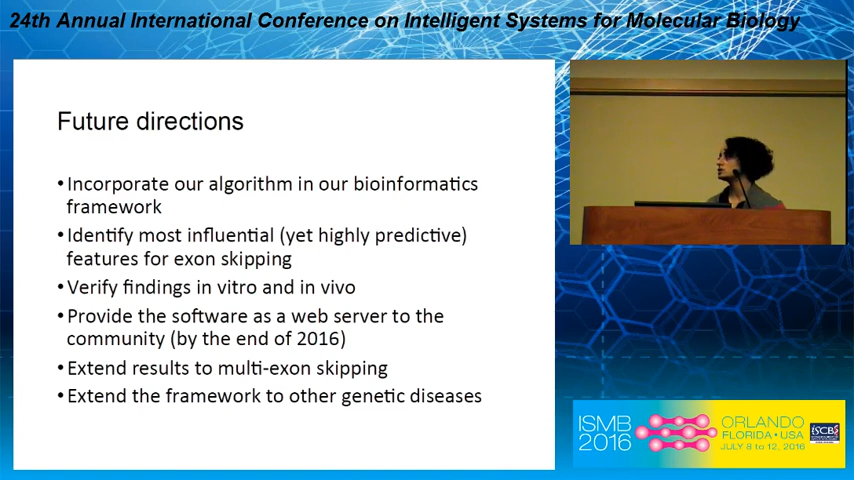 24th Annual International Conference on Intelligent Systems for Molecular Biology
Future directions
•Incorporate our algorithm in our bioinformatics
framework
•Identify most influential (yet highly predictive)
features for exon skipping
•Verify findings in vitro and in vivo
•Provide the software as a web server to the
community (by the end of 2016)
•Extend results to multi-exon skipping
•Extend the framework to other genetic diseases
ISMB
2016
ORLANDO
FLORIDA • USA
JULY 8 to 12, 2016
ISCB